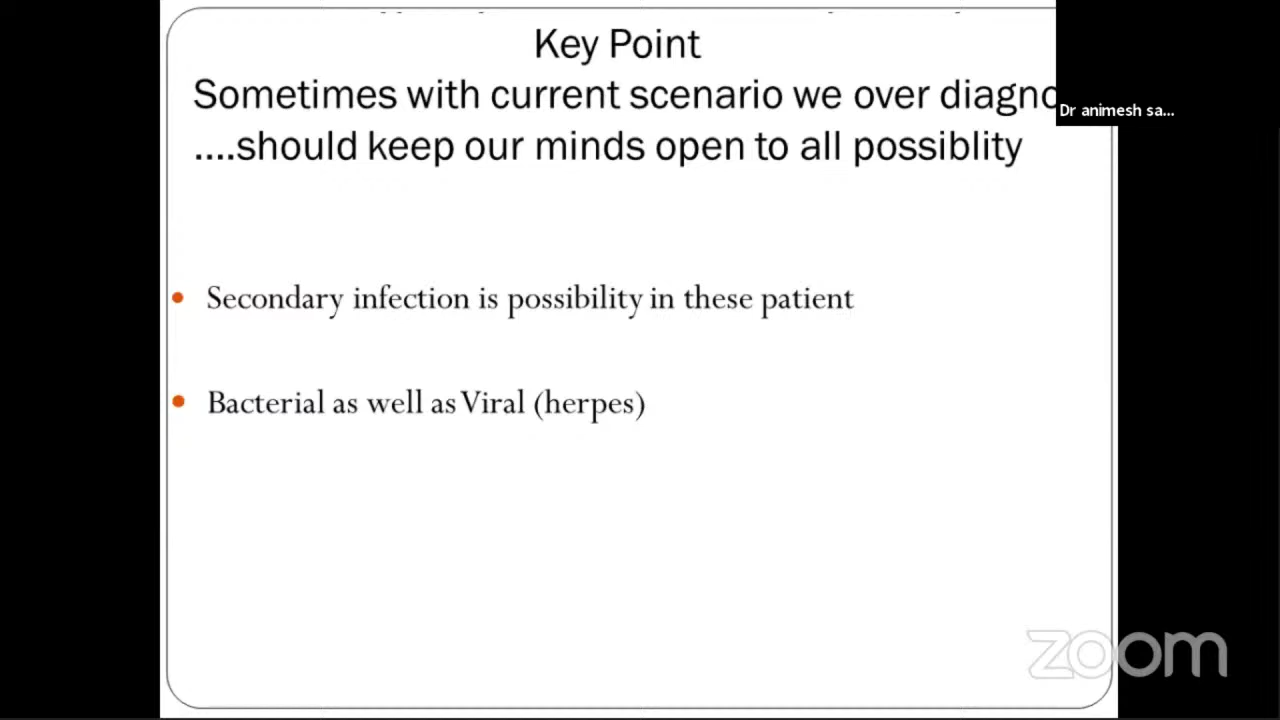 Key Point
Sometimes with current scenario we over diagno
....should keep our minds open to all possiblity
Dr animesh sa...
• Secondary infection is possibility in these patient
• Bacterial as well as Viral (herpes)
zoom